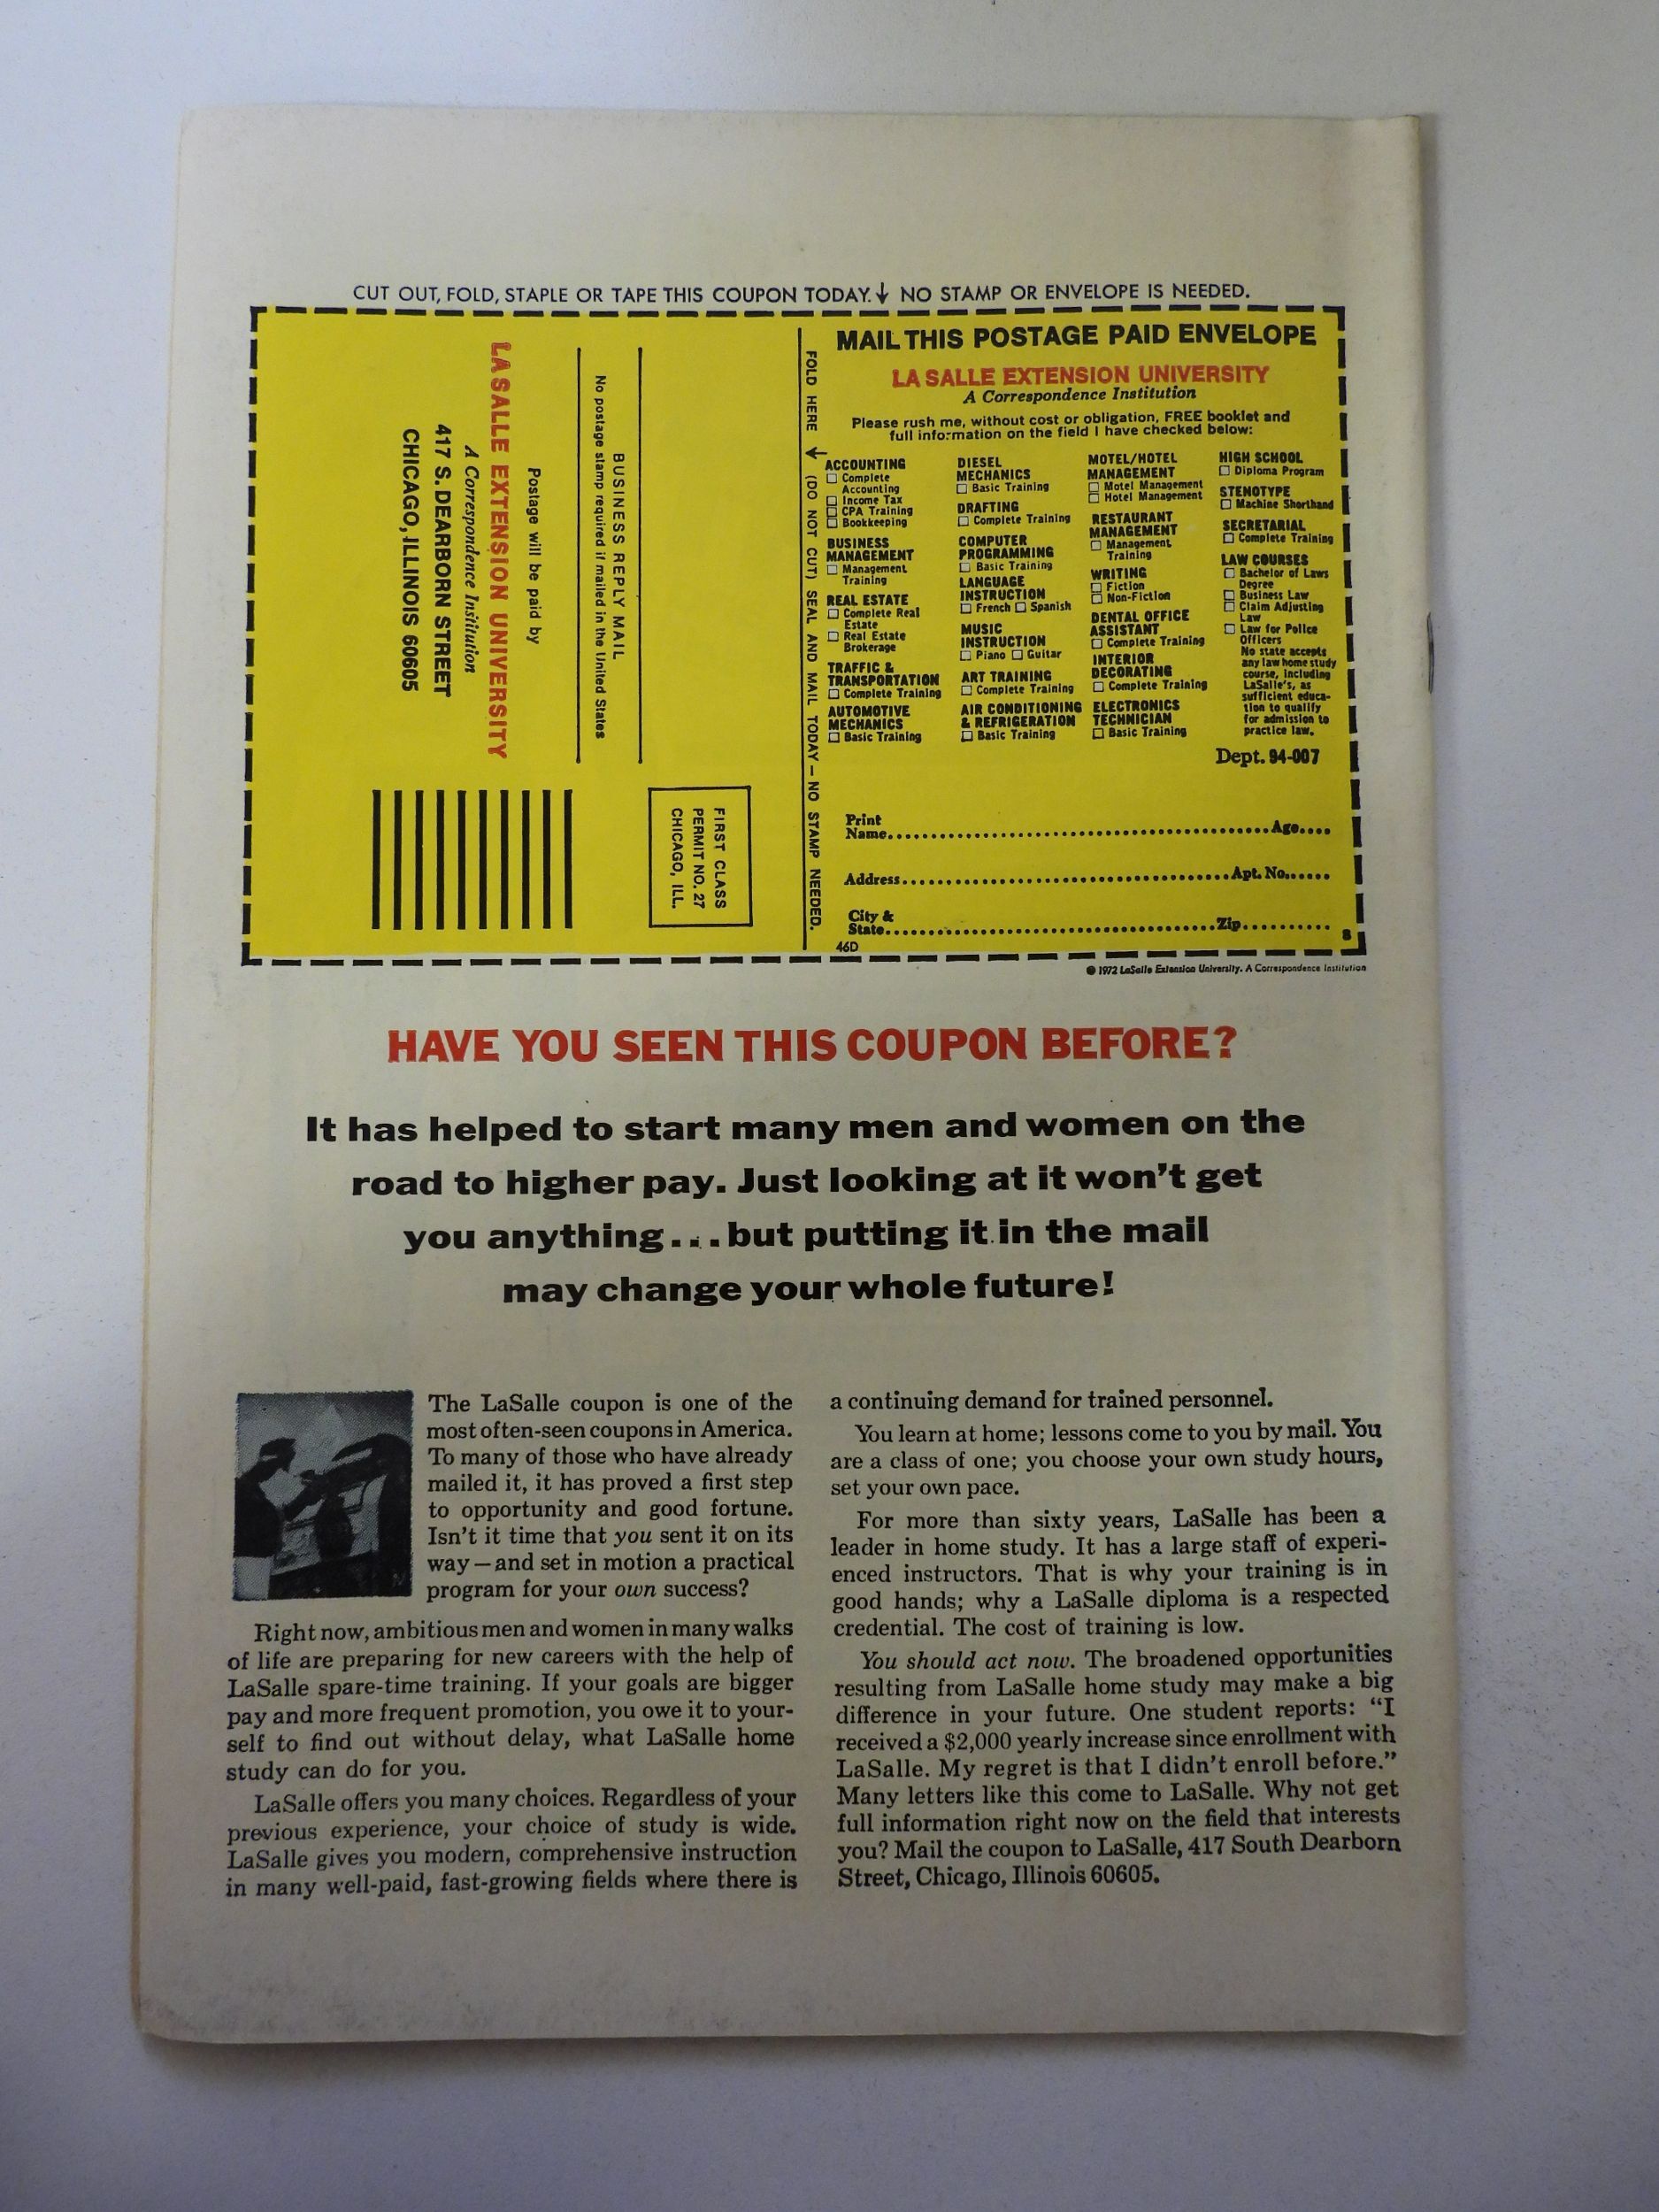 CUT OUT, FOLD, STAPLE OR TAPE THIS COUPON TODAY. ↓ NO STAMP OR ENVELOPE IS NEEDED.
BUSINESS REPLY MAIL
No postage stamp required if mailed in the United States
Postage will be paid by
LA SALLE EXTENSION UNIVERSITY
A Correspondence Institution
417 S. DEARBORN STREET
CHICAGO, ILLINOIS 60605
FIRST CLASS
PERMIT NO. 27
CHICAGO, ILL.
FOLD HERE ← (DO NOT CUT) SEAL AND MAIL TODAY — NO STAMP NEEDED.
MAIL THIS POSTAGE PAID ENVELOPE
LA SALLE EXTENSION UNIVERSITY
A Correspondence Institution
Please rush me, without cost or obligation, FREE booklet and
full information on the field I have checked below:
ACCOUNTING
☐ Complete
Accounting
☐ Income Tax
☐ CPA Training
☐ Bookkeeping
BUSINESS
MANAGEMENT
☐ Management
Training
REAL ESTATE
☐ Complete Real
Estate
☐ Real Estate
Brokerage
TRAFFIC &
TRANSPORTATION
☐ Complete Training
AUTOMOTIVE
MECHANICS
☐ Basic Training
DIESEL
MECHANICS
☐ Basic Training
DRAFTING
☐ Complete Training
COMPUTER
PROGRAMMING
☐ Basic Training
LANGUAGE
INSTRUCTION
☐ French ☐ Spanish
MUSIC
INSTRUCTION
☐ Piano ☐ Guitar
ART TRAINING
☐ Complete Training
AIR CONDITIONING
& REFRIGERATION
☐ Basic Training
MOTEL/HOTEL
MANAGEMENT
☐ Motel Management
☐ Hotel Management
RESTAURANT
MANAGEMENT
☐ Management
Training
WRITING
☐ Fiction
☐ Non-Fiction
DENTAL OFFICE
ASSISTANT
☐ Complete Training
INTERIOR
DECORATING
☐ Complete Training
ELECTRONICS
TECHNICIAN
☐ Basic Training
HIGH SCHOOL
☐ Diploma Program
STENOTYPE
☐ Machine Shorthand
SECRETARIAL
☐ Complete Training
LAW COURSES
☐ Bachelor of Laws
Degree
☐ Business Law
☐ Claim Adjusting
Law
☐ Law for Police
Officers
No state accepts
any law home study
course, including
LaSalle's, as
sufficient educa-
tion to qualify
for admission to
practice law.
Dept. 94-007
Print
Name........Age....
Address........Apt. No......
City &
State........Zip..........
46D
8
© 1972 LaSalle Extension University. A Correspondence Institution
HAVE YOU SEEN THIS COUPON BEFORE?
It has helped to start many men and women on the
road to higher pay. Just looking at it won't get
you anything...but putting it in the mail
may change your whole future!
The LaSalle coupon is one of the
most often-seen coupons in America.
To many of those who have already
mailed it, it has proved a first step
to opportunity and good fortune.
Isn't it time that you sent it on its
way—and set in motion a practical
program for your own success?
Right now, ambitious men and women in many walks
of life are preparing for new careers with the help of
LaSalle spare-time training. If your goals are bigger
pay and more frequent promotion, you owe it to your-
self to find out without delay, what LaSalle home
study can do for you.
LaSalle offers you many choices. Regardless of your
previous experience, your choice of study is wide.
LaSalle gives you modern, comprehensive instruction
in many well-paid, fast-growing fields where there is
a continuing demand for trained personnel.
You learn at home; lessons come to you by mail. You
are a class of one; you choose your own study hours,
set your own pace.
For more than sixty years, LaSalle has been a
leader in home study. It has a large staff of experi-
enced instructors. That is why your training is in
good hands; why a LaSalle diploma is a respected
credential. The cost of training is low.
You should act now. The broadened opportunities
resulting from LaSalle home study may make a big
difference in your future. One student reports: "I
received a $2,000 yearly increase since enrollment with
LaSalle. My regret is that I didn't enroll before."
Many letters like this come to LaSalle. Why not get
full information right now on the field that interests
you? Mail the coupon to LaSalle, 417 South Dearborn
Street, Chicago, Illinois 60605.